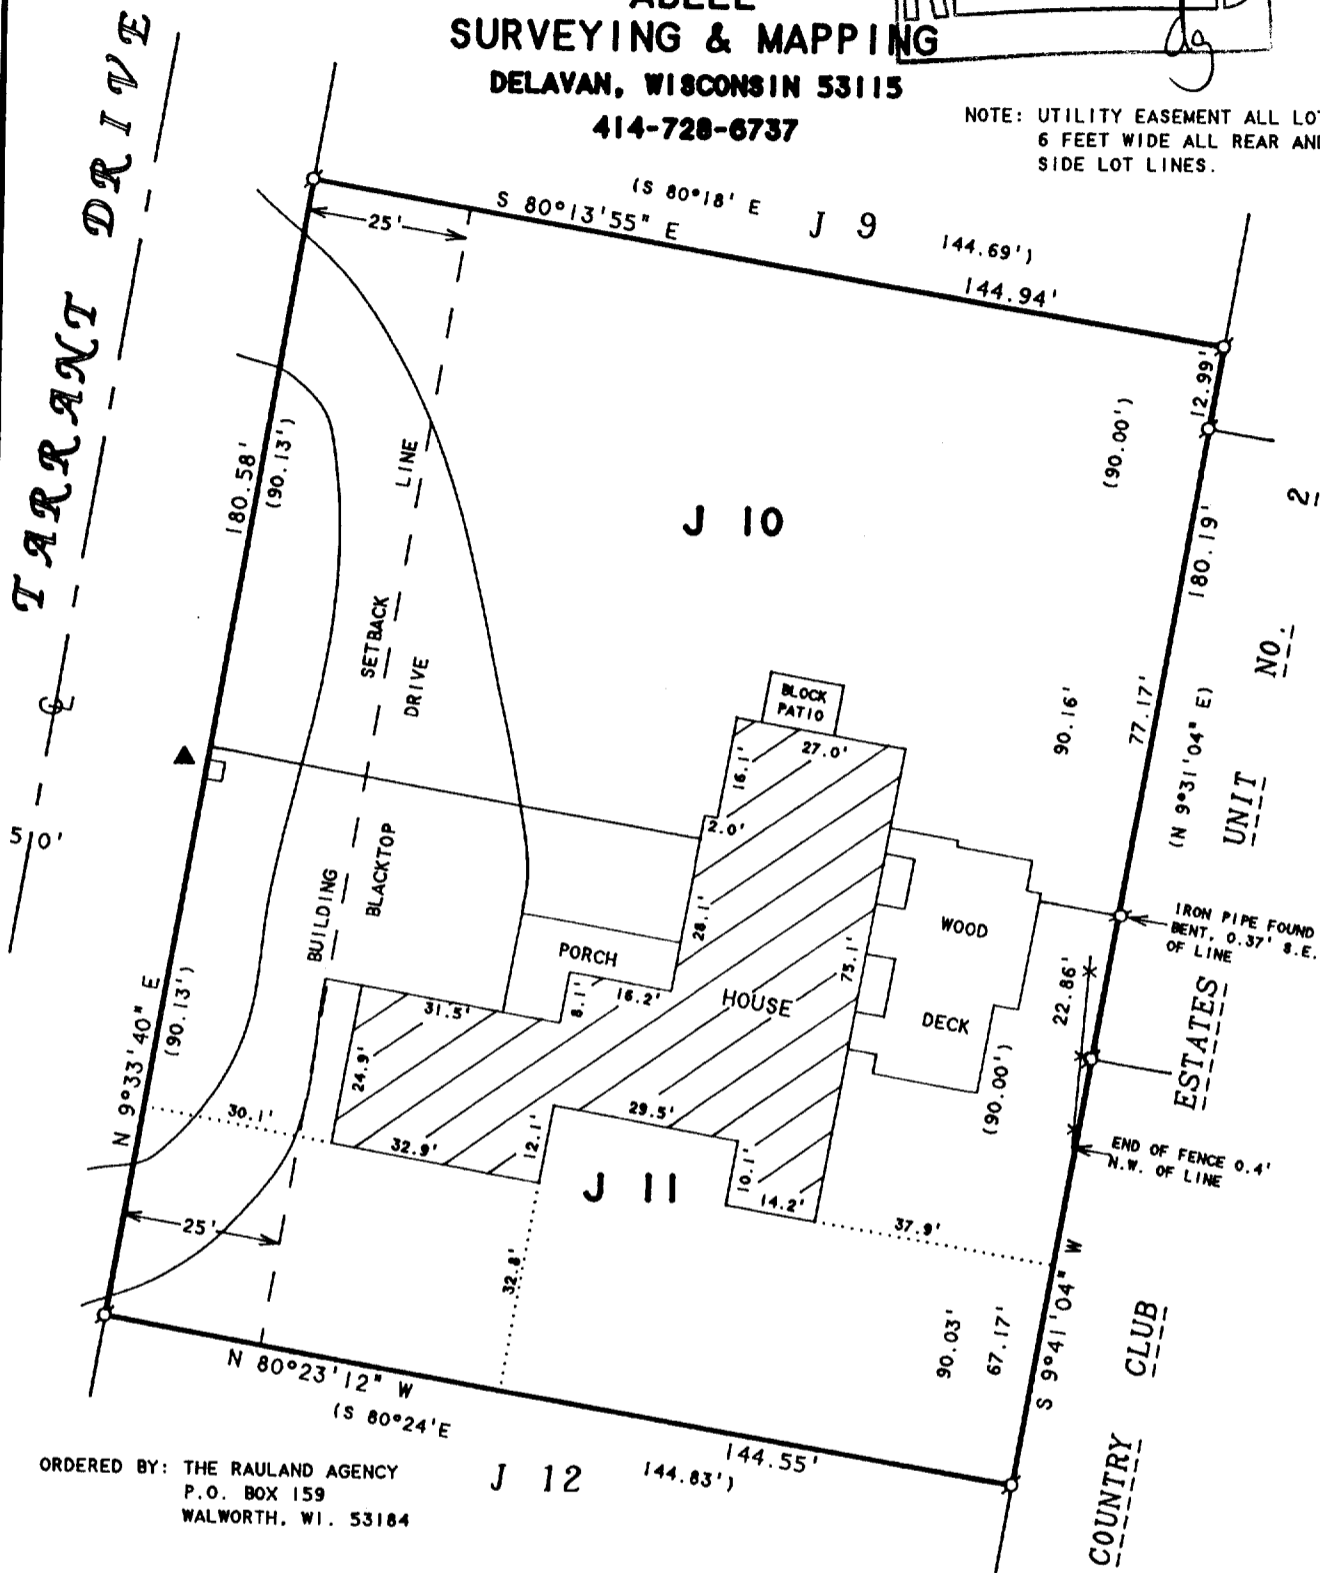 SURVEYING & MAPPING
DELAVAN, WISCONSIN 53115
414-728-6737
dg
NOTE: UTILITY EASEMENT ALL LOT
6 FEET WIDE ALL REAR AND
SIDE LOT LINES.
TARRANT DRIVE
(S 80°18' E
144.69')
S 80°13'55" E
144.94'
J 9
25'
12.99'
(90.00')
180.58'
(90.13')
LINE
SETBACK
BUILDING
J 10
180.19'
DRIVE
BLACKTOP
BLOCK
PATIO
27.0'
16.1'
2.0'
28.1'
90.16'
77.17'
(N 9°31'04" E)
50'
PORCH
WOOD
DECK
HOUSE
75.1'
IRON PIPE FOUND
BENT, 0.37' S.E.
OF LINE
31.5'
8.1'
16.2'
24.9'
22.86'
(90.00')
N 9°33'40" E
(90.13')
30.1'
32.9'
12.1'
29.5'
10.1'
14.2'
J 11
37.9'
END OF FENCE 0.4'
N.W. OF LINE
25'
32.8'
90.03'
67.17'
S 9°41'04" W
COUNTRY CLUB ESTATES UNIT NO. 2
N 80°23'12" W
144.55'
(S 80°24'E
144.83')
J 12
ORDERED BY: THE RAULAND AGENCY
P.O. BOX 159
WALWORTH, WI. 53184